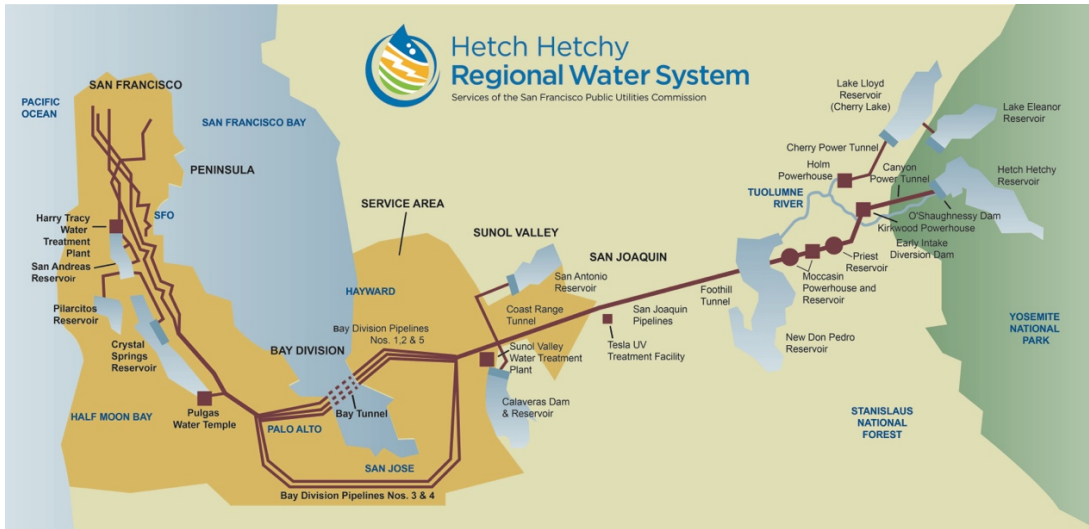 Hetch Hetchy
Regional Water System
Services of the San Francisco Public Utilities Commission
SAN FRANCISCO
PACIFIC
OCEAN
SAN FRANCISCO BAY
PENINSULA
SFO
Harry Tracy
Water
Treatment
Plant
San Andreas
Reservoir
Pilarcitos
Reservoir
Crystal
Springs
Reservoir
HALF MOON BAY
Pulgas
Water Temple
PALO ALTO
BAY DIVISION
Bay Division Pipelines
Nos. 1,2 & 5
Bay Tunnel
SAN JOSE
Bay Division Pipelines Nos. 3 & 4
HAYWARD
SERVICE AREA
SUNOL VALLEY
San Antonio
Reservoir
Coast Range
Tunnel
Sunol Valley
Water Treatment
Plant
Calaveras Dam
& Reservoir
SAN JOAQUIN
San Joaquin
Pipelines
Tesla UV
Treatment Facility
Foothill
Tunnel
New Don Pedro
Reservoir
Moccasin
Powerhouse and
Reservoir
Priest
Reservoir
TUOLUMNE
RIVER
Lake Lloyd
Reservoir
(Cherry Lake)
Lake Eleanor
Reservoir
Cherry Power Tunnel
Holm
Powerhouse
Canyon
Power Tunnel
Hetch Hetchy
Reservoir
O'Shaughnessy Dam
Kirkwood Powerhouse
Early Intake
Diversion Dam
YOSEMITE
NATIONAL
PARK
STANISLAUS
NATIONAL
FOREST